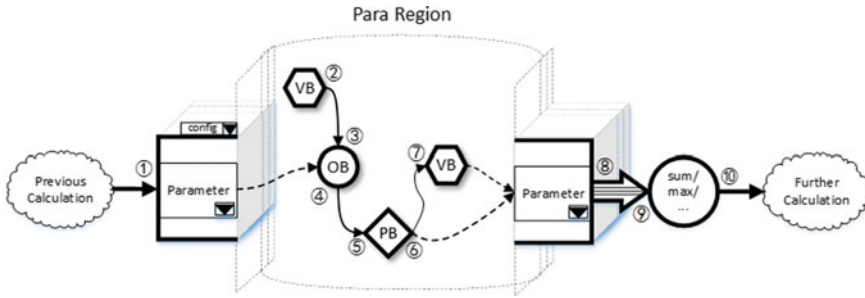 Para Region
config
VB
②
③
①
Previous
Calculation
Parameter
OB
④
⑤
PB
⑥
⑦
VB
Parameter
⑧
⑨
sum/
max/
...
⑩
Further
Calculation